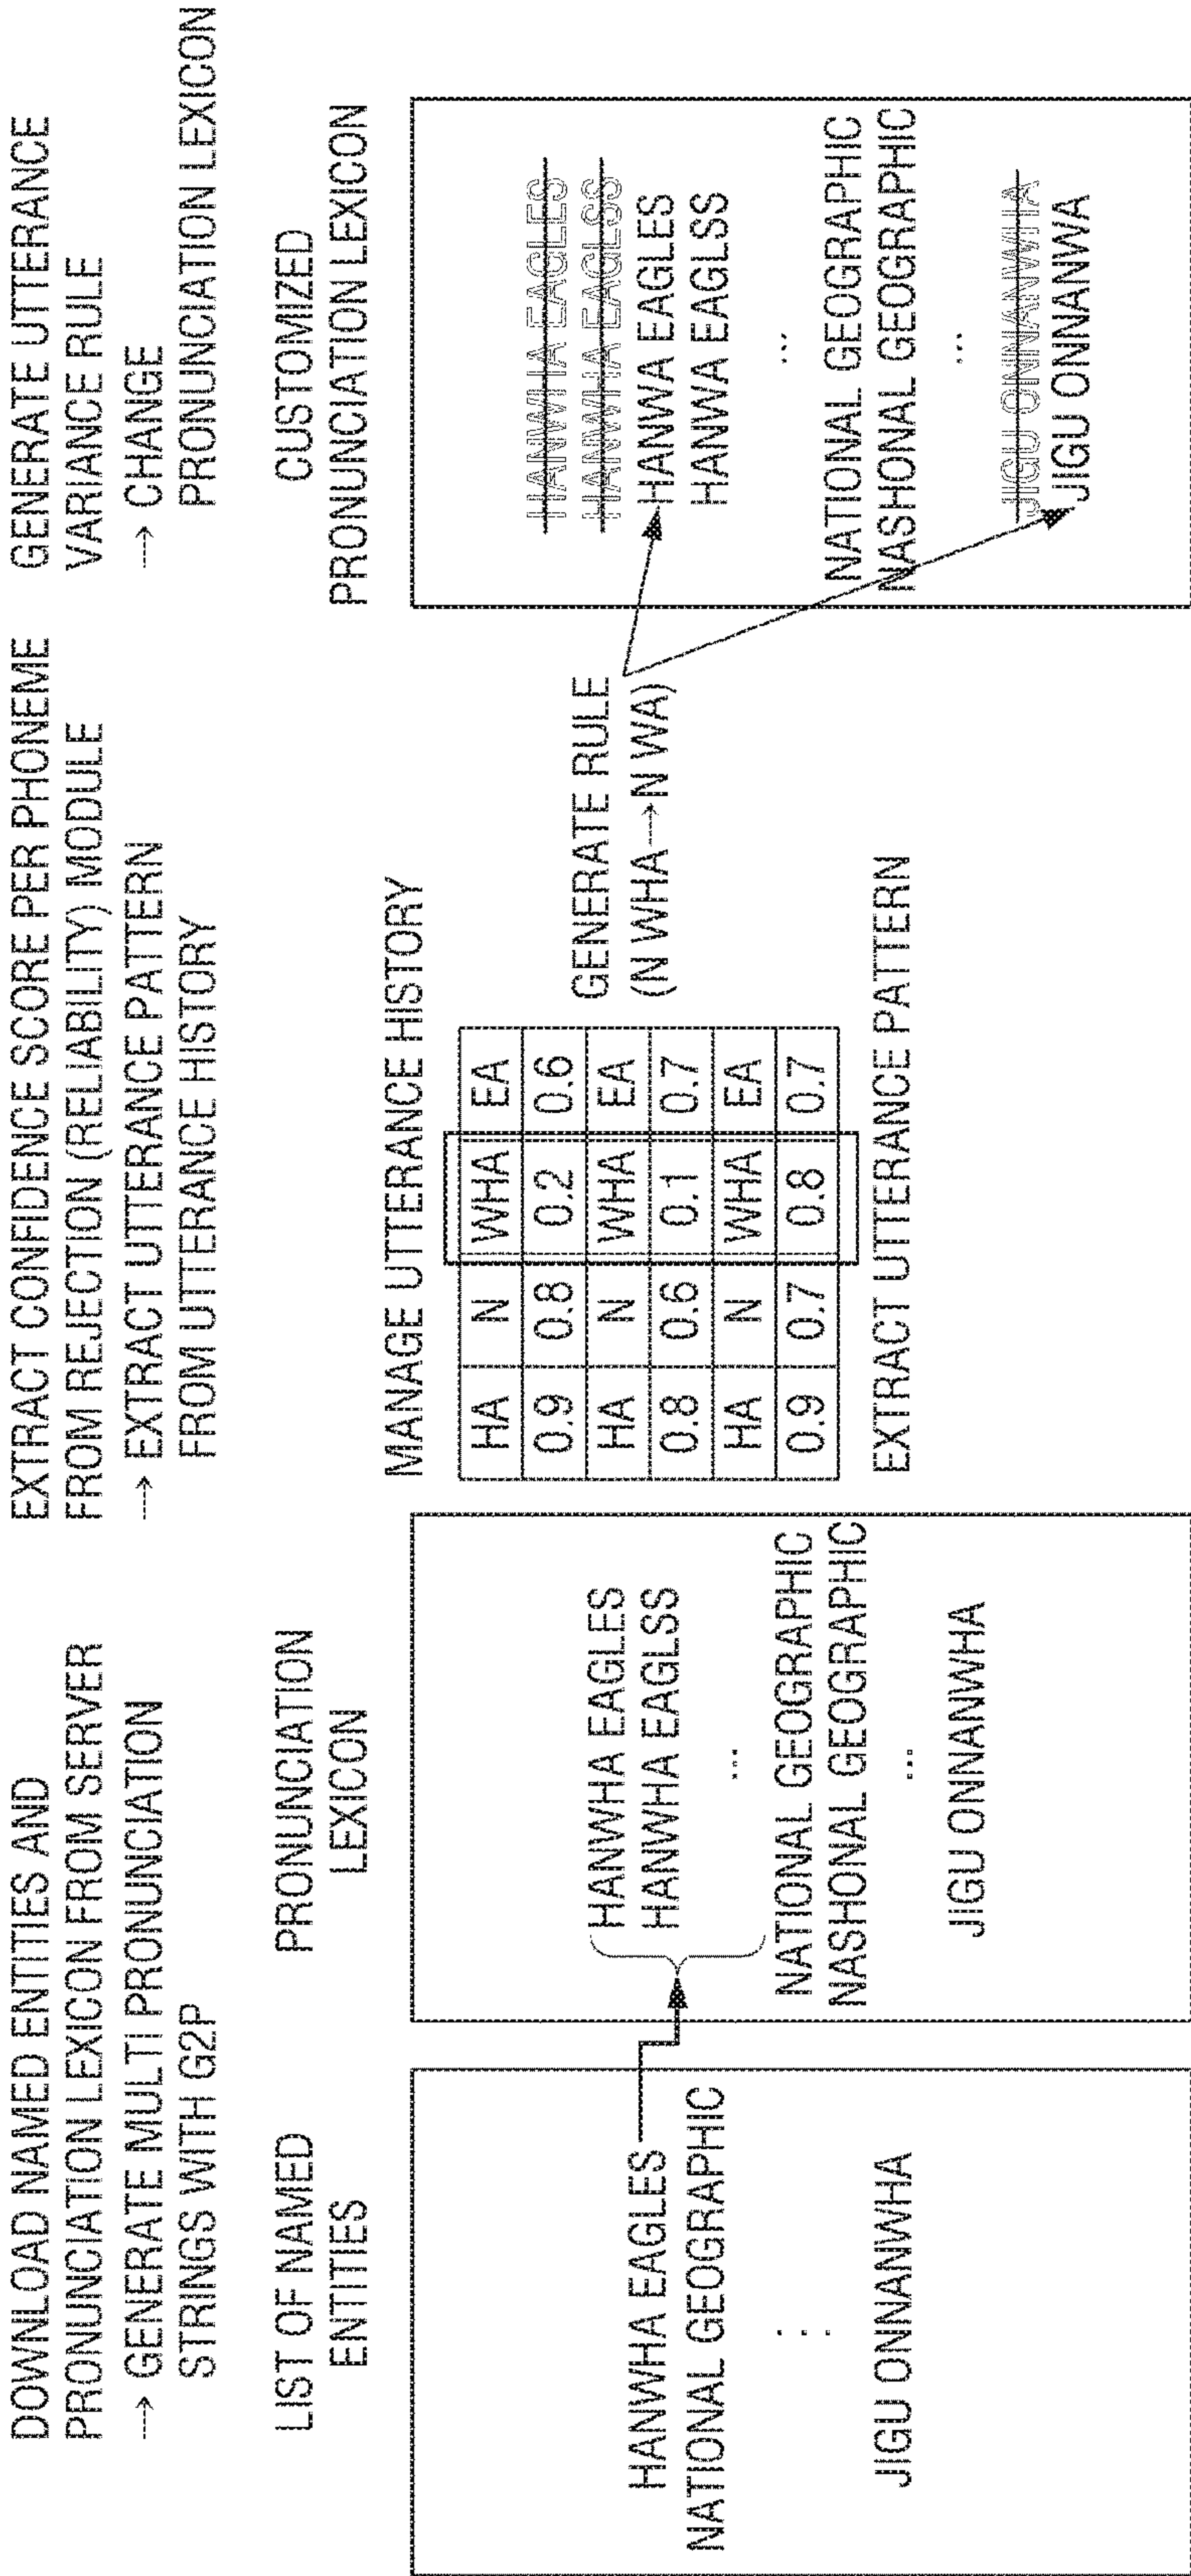 DOWNLOAD NAMED ENTITIES AND
PRONUNCIATION LEXICON FROM SERVER
→ GENERATE MULTI PRONUNCIATION
STRINGS WITH G2P
LIST OF NAMED
ENTITIES
HANWHA EAGLES
NATIONAL GEOGRAPHIC
...
JIGU ONNANWHA
PRONUNCIATION
LEXICON
HANWHA EAGLES
HANWHA EAGLSS
...
NATIONAL GEOGRAPHIC
NASHONAL GEOGRAPHIC
...
JIGU ONNANWHA
EXTRACT CONFIDENCE SCORE PER PHONEME
FROM REJECTION (RELIABILITY) MODULE
→ EXTRACT UTTERANCE PATTERN
FROM UTTERANCE HISTORY
MANAGE UTTERANCE HISTORY
HA N WHA EA
0.9 0.8 0.2 0.6
HA N WHA EA
0.8 0.6 0.1 0.7
HA N WHA EA
0.9 0.7 0.8 0.7
EXTRACT UTTERANCE PATTERN
GENERATE RULE
(N WHA→N WA)
GENERATE UTTERANCE
VARIANCE RULE
→ CHANGE
PRONUNCIATION LEXICON
CUSTOMIZED
PRONUNCIATION LEXICON
HANWHA EAGLES
HANWHA EAGLSS
HANWA EAGLES
HANWA EAGLSS
...
NATIONAL GEOGRAPHIC
NASHONAL GEOGRAPHIC
...
JIGU ONNANWHA
JIGU ONNANWA